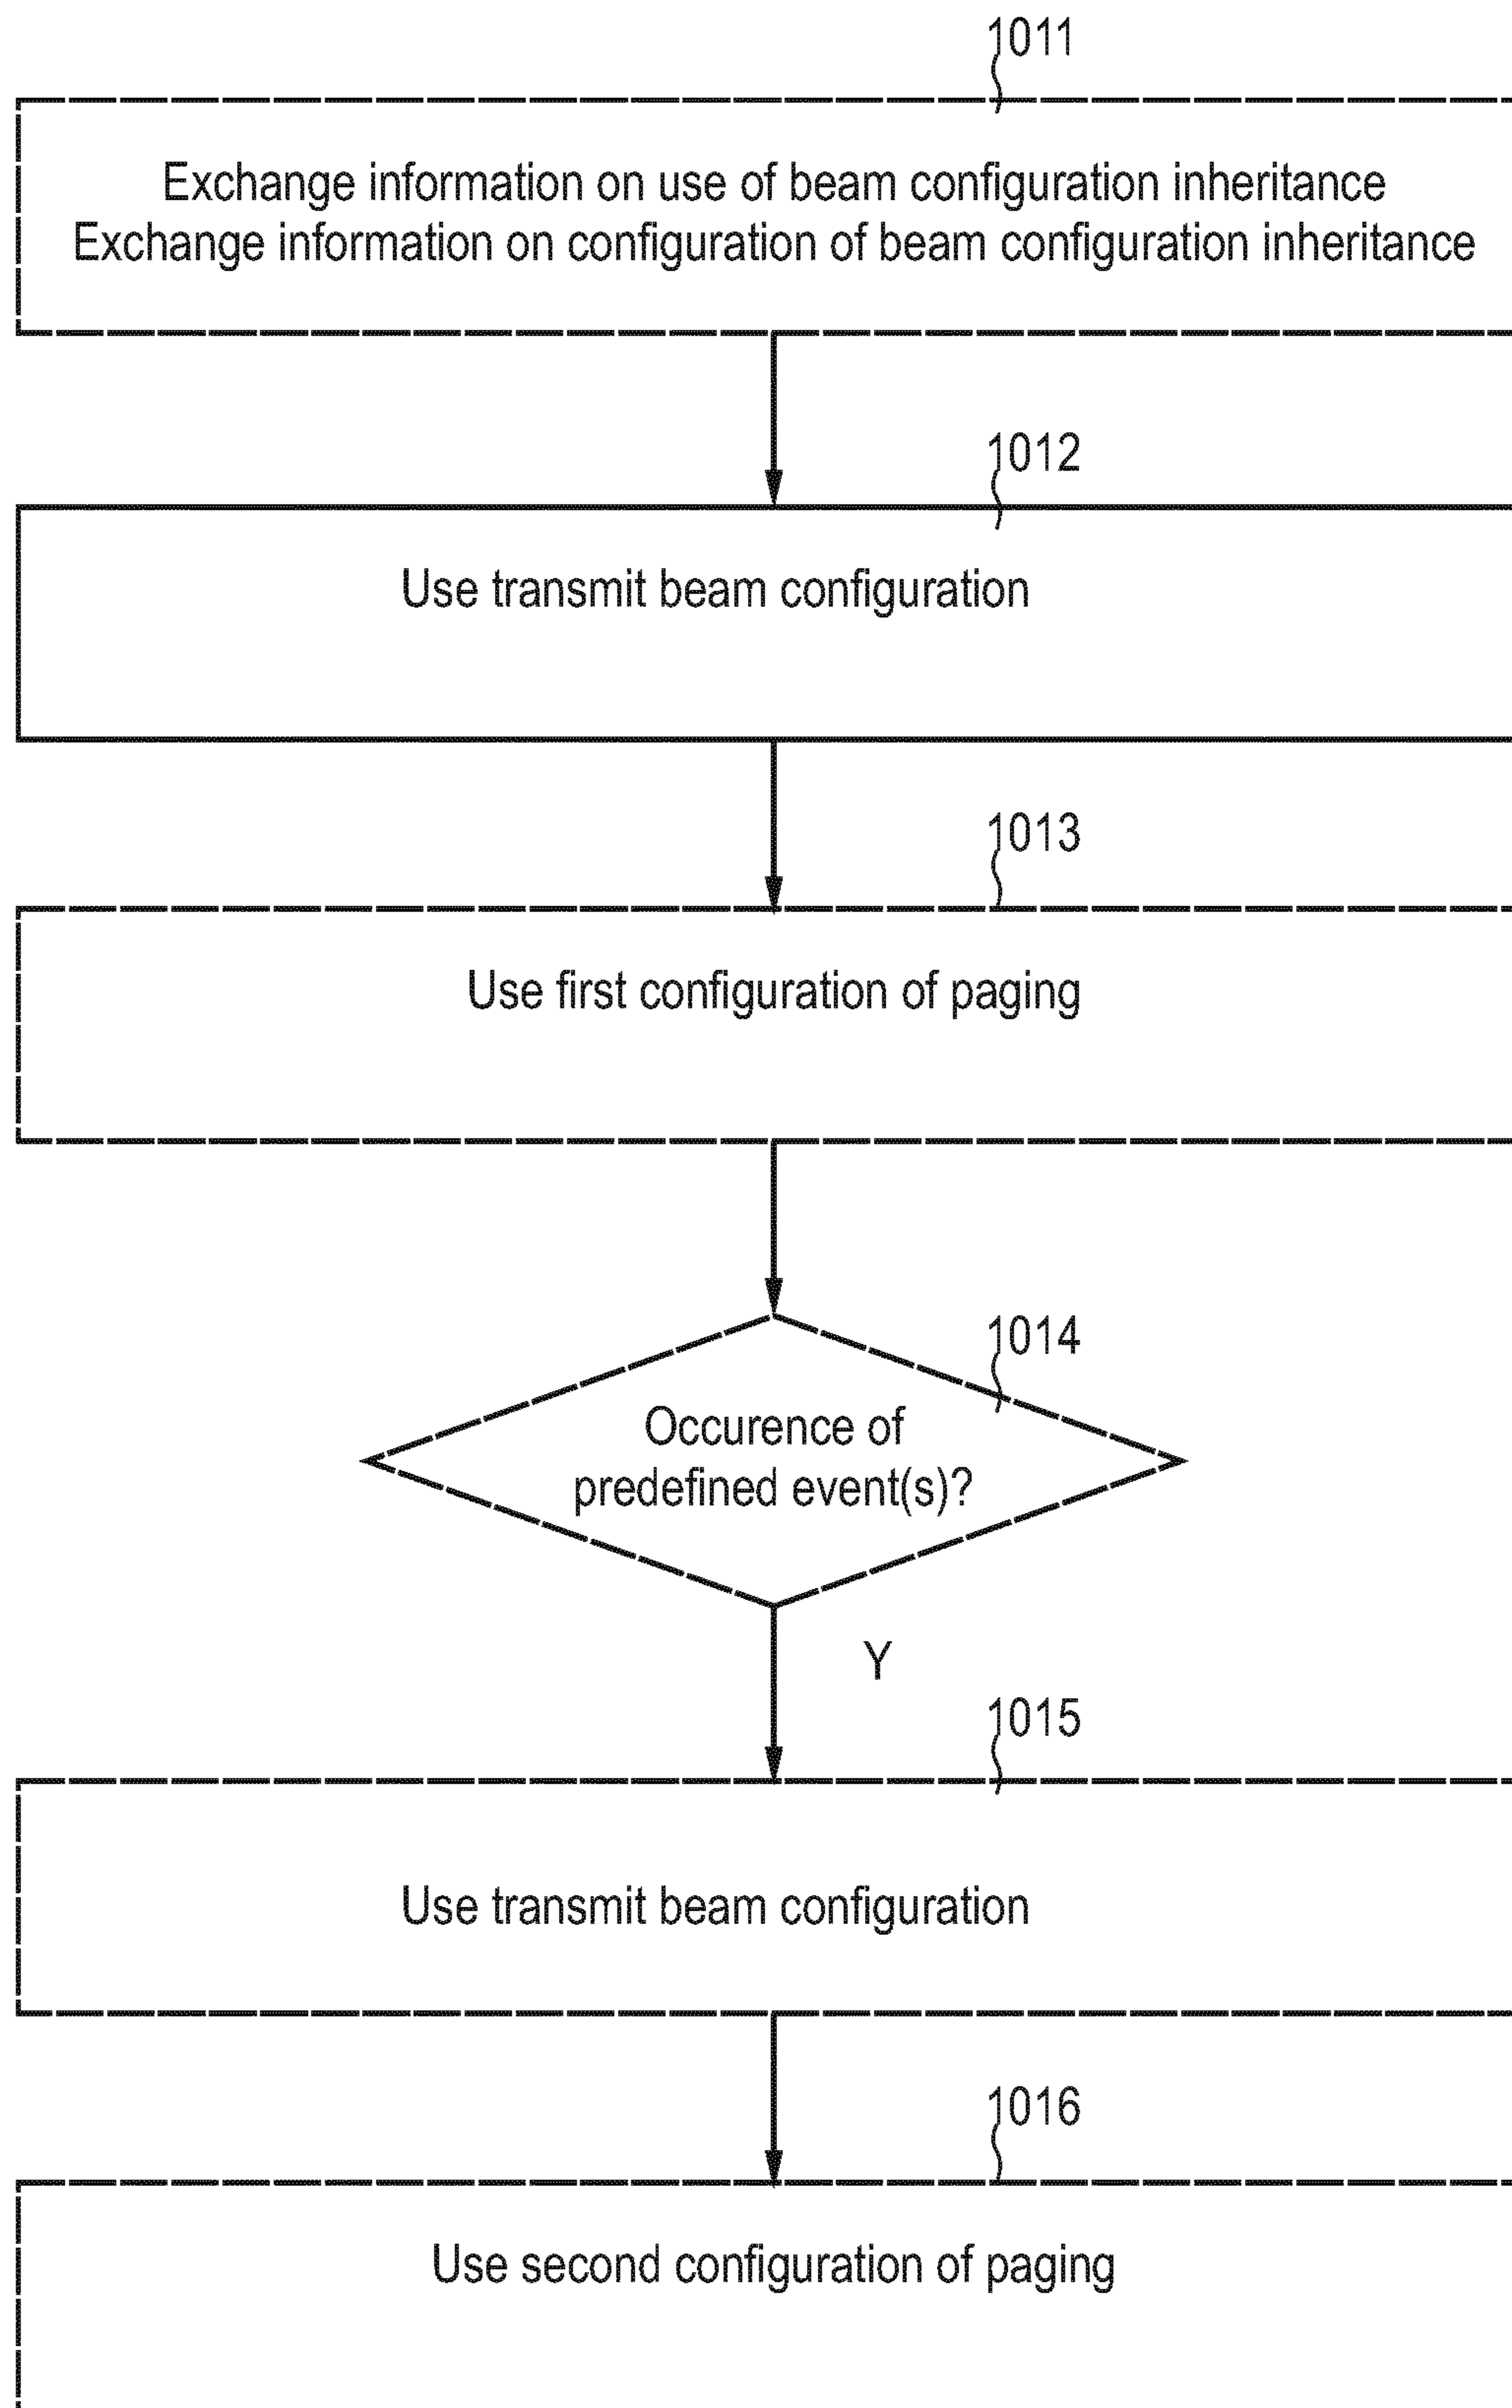 1011
Exchange information on use of beam configuration inheritance
Exchange information on configuration of beam configuration inheritance
1012
Use transmit beam configuration
1013
Use first configuration of paging
1014
Occurence of
predefined event(s)?
Y
1015
Use transmit beam configuration
1016
Use second configuration of paging